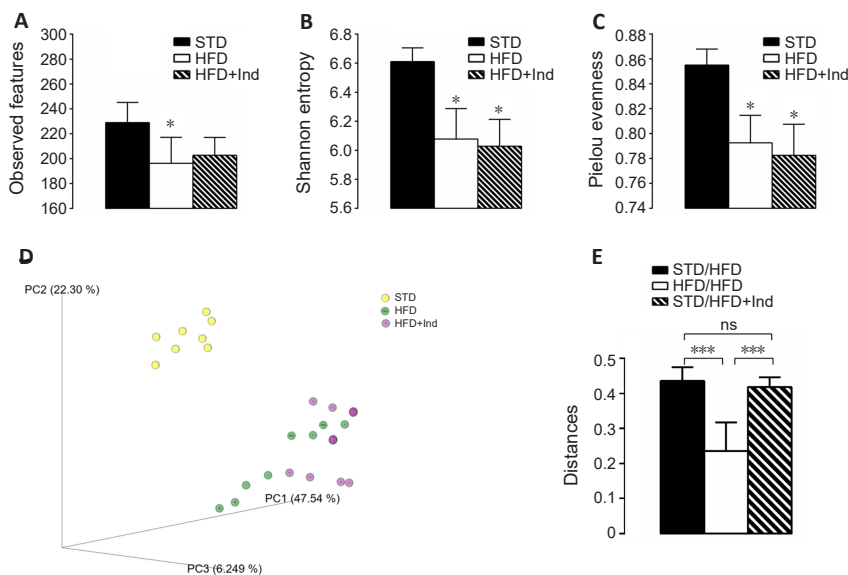 A
300
280
260
240
220
200
180
160
Observed features
STD
HFD
HFD+Ind
*
B
6.8
6.6
6.4
6.2
6.0
5.8
5.6
Shannon entropy
STD
HFD
HFD+Ind
*
*
C
0.88
0.86
0.84
0.82
0.80
0.78
0.76
0.74
Pielou evenness
STD
HFD
HFD+Ind
*
*
D
PC2 (22.30 %)
STD
HFD
HFD+Ind
PC1 (47.54 %)
PC3 (6.249 %)
E
STD/HFD
HFD/HFD
STD/HFD+Ind
ns
*** ***
0.5
0.4
0.3
0.2
0.1
0
Distances